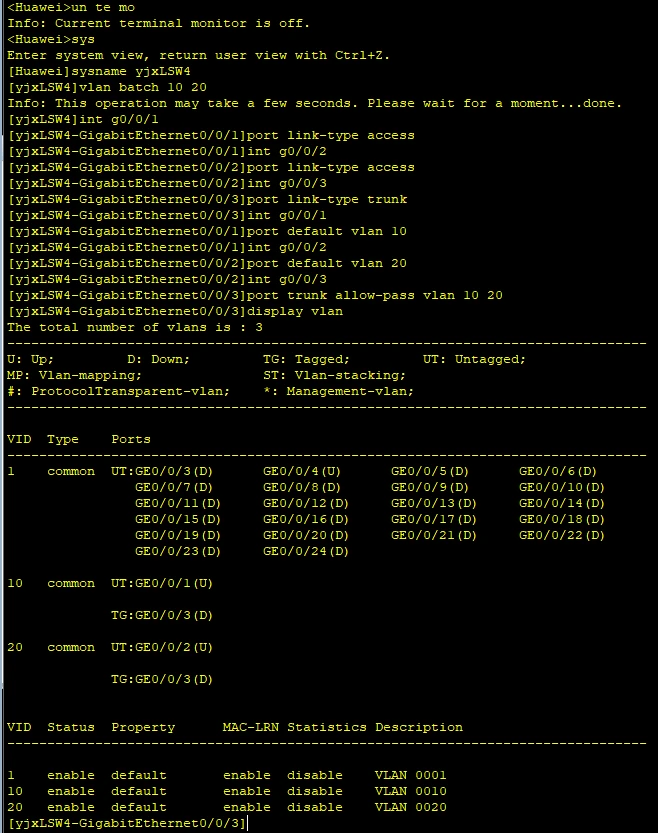 <Huawei>un te mo
Info: Current terminal monitor is off.
<Huawei>sys
Enter system view, return user view with Ctrl+Z.
[Huawei]sysname yjxLSW4
[yjxLSW4]vlan batch 10 20
Info: This operation may take a few seconds. Please wait for a moment...done.
[yjxLSW4]int g0/0/1
[yjxLSW4-GigabitEthernet0/0/1]port link-type access
[yjxLSW4-GigabitEthernet0/0/1]int g0/0/2
[yjxLSW4-GigabitEthernet0/0/2]port link-type access
[yjxLSW4-GigabitEthernet0/0/2]int g0/0/3
[yjxLSW4-GigabitEthernet0/0/3]port link-type trunk
[yjxLSW4-GigabitEthernet0/0/3]int g0/0/1
[yjxLSW4-GigabitEthernet0/0/1]port default vlan 10
[yjxLSW4-GigabitEthernet0/0/1]int g0/0/2
[yjxLSW4-GigabitEthernet0/0/2]port default vlan 20
[yjxLSW4-GigabitEthernet0/0/2]int g0/0/3
[yjxLSW4-GigabitEthernet0/0/3]port trunk allow-pass vlan 10 20
[yjxLSW4-GigabitEthernet0/0/3]display vlan
The total number of vlans is : 3
--------------------------------------------------------------------------------
U: Up;         D: Down;         TG: Tagged;         UT: Untagged;
MP: Vlan-mapping;               ST: Vlan-stacking;
#: ProtocolTransparent-vlan;    *: Management-vlan;
--------------------------------------------------------------------------------
VID  Type    Ports
--------------------------------------------------------------------------------
1    common  UT:GE0/0/3(D)      GE0/0/4(U)      GE0/0/5(D)      GE0/0/6(D)
                GE0/0/7(D)      GE0/0/8(D)      GE0/0/9(D)      GE0/0/10(D)
                GE0/0/11(D)     GE0/0/12(D)     GE0/0/13(D)     GE0/0/14(D)
                GE0/0/15(D)     GE0/0/16(D)     GE0/0/17(D)     GE0/0/18(D)
                GE0/0/19(D)     GE0/0/20(D)     GE0/0/21(D)     GE0/0/22(D)
                GE0/0/23(D)     GE0/0/24(D)
10   common  UT:GE0/0/1(U)
             TG:GE0/0/3(D)
20   common  UT:GE0/0/2(U)
             TG:GE0/0/3(D)
VID  Status  Property      MAC-LRN Statistics Description
--------------------------------------------------------------------------------
1    enable  default       enable  disable    VLAN 0001
10   enable  default       enable  disable    VLAN 0010
20   enable  default       enable  disable    VLAN 0020
[yjxLSW4-GigabitEthernet0/0/3]